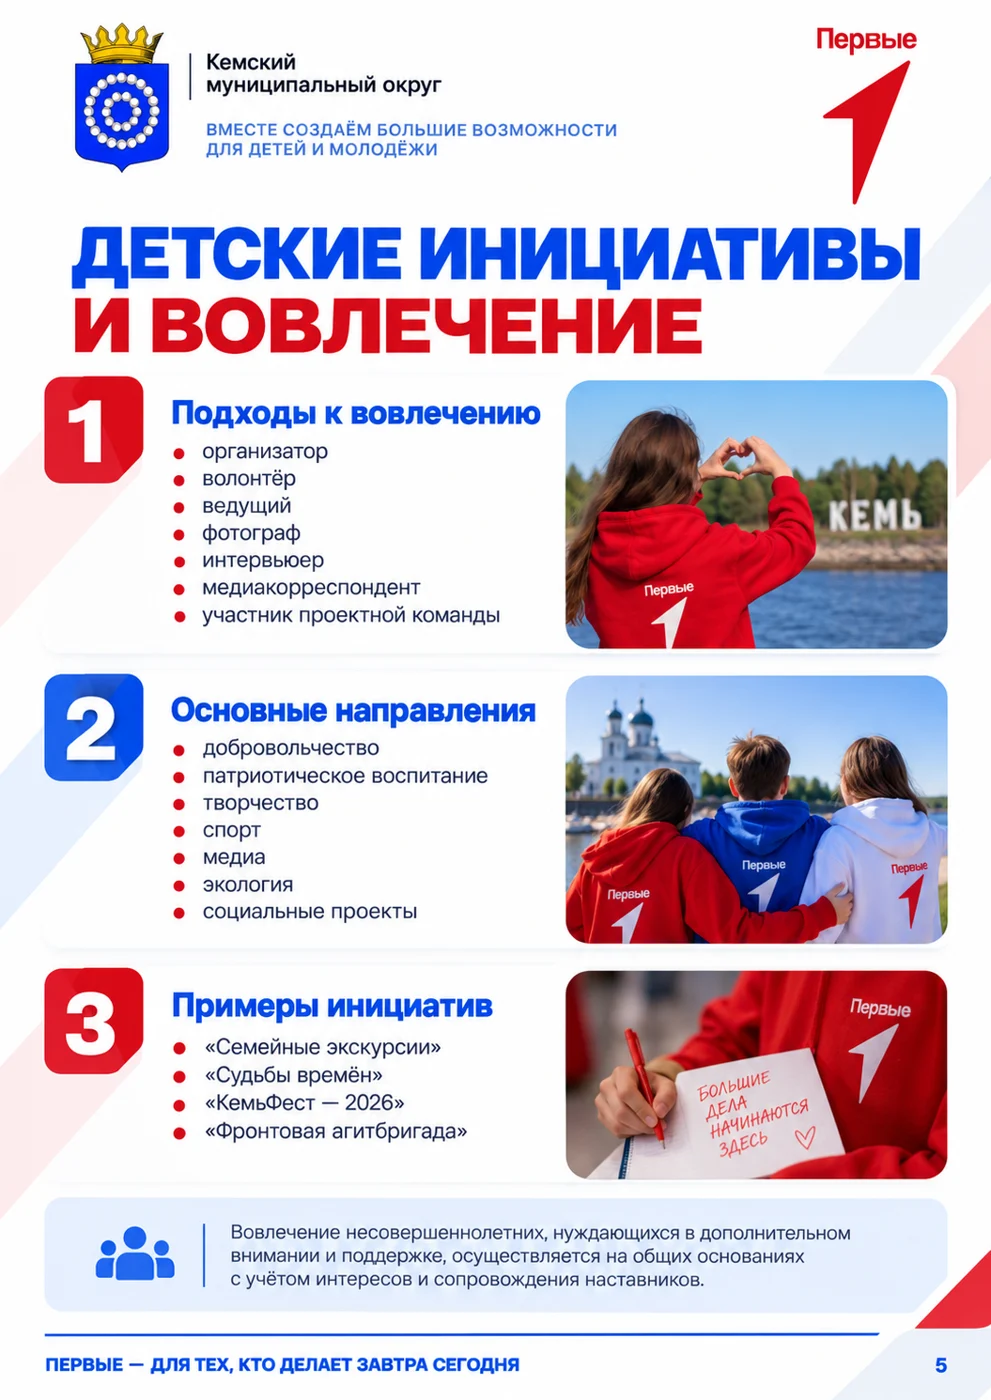 Кемский
муниципальный округ
ВМЕСТЕ СОЗДАЁМ БОЛЬШИЕ ВОЗМОЖНОСТИ
ДЛЯ ДЕТЕЙ И МОЛОДЁЖИ
Первые
ДЕТСКИЕ ИНИЦИАТИВЫ
И ВОВЛЕЧЕНИЕ
1
Подходы к вовлечению
организатор
волонтёр
ведущий
фотограф
интервьюер
медиакорреспондент
участник проектной команды
КЕМЬ
Первые
2
Основные направления
добровольчество
патриотическое воспитание
творчество
спорт
медиа
экология
социальные проекты
Первые
Первые
Первые
3
Примеры инициатив
«Семейные экскурсии»
«Судьбы времён»
«КемьФест — 2026»
«Фронтовая агитбригада»
Первые
БОЛЬШИЕ
ДЕЛА
НАЧИНАЮТСЯ
ЗДЕСЬ
Вовлечение несовершеннолетних, нуждающихся в дополнительном
внимании и поддержке, осуществляется на общих основаниях
с учётом интересов и сопровождения наставников.
ПЕРВЫЕ — ДЛЯ ТЕХ, КТО ДЕЛАЕТ ЗАВТРА СЕГОДНЯ
5